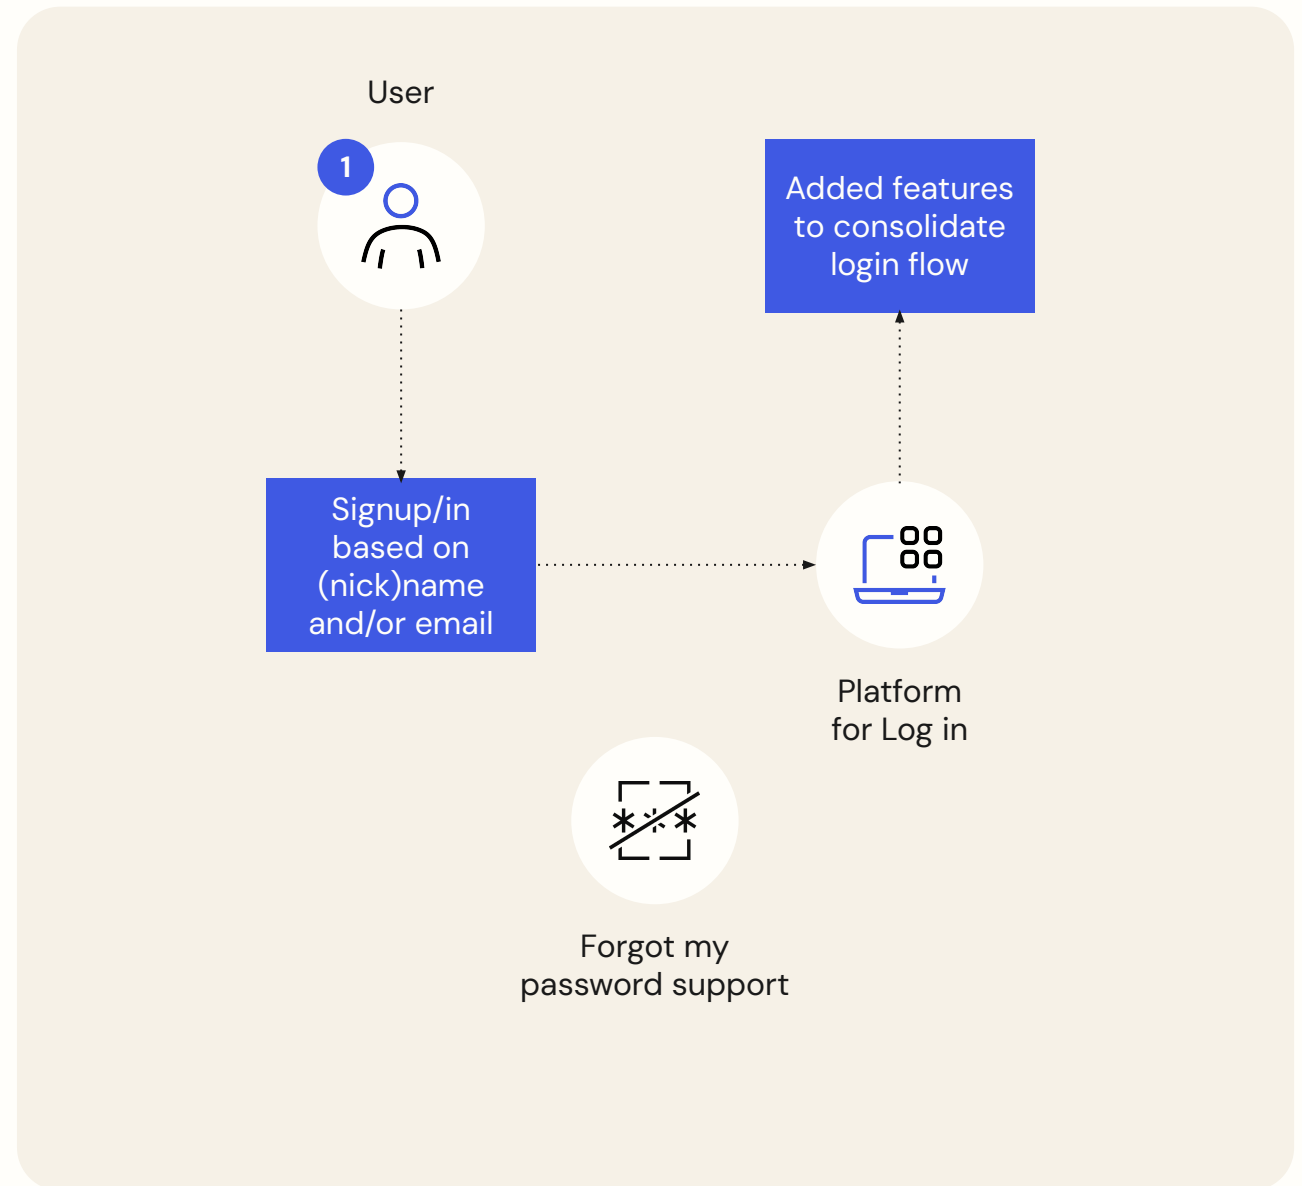 User
1
Added features
to consolidate
login flow
Signup/in
based on
(nick)name
and/or email
Platform
for Log in
Forgot my
password support